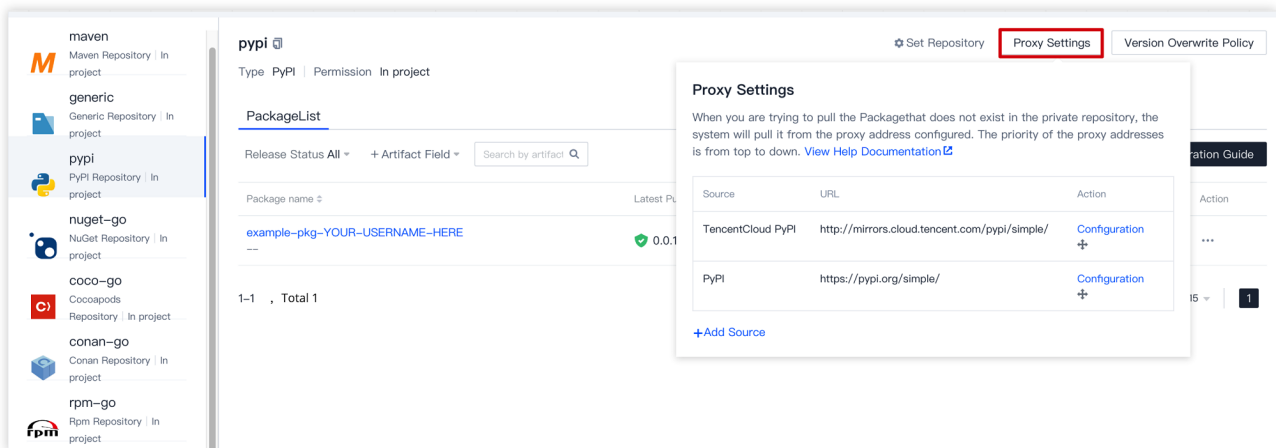 maven
Maven Repository | In
project
generic
Generic Repository | In
project
pypi
PyPI Repository | In
project
nuget-go
NuGet Repository | In
project
coco-go
Cocoapods
Repository | In project
conan-go
Conan Repository | In
project
rpm-go
Rpm Repository | In
project
rpm
pypi
Set Repository
Proxy Settings
Version Overwrite Policy
Type PyPI | Permission In project
PackageList
Release Status All
+ Artifact Field
Search by artifac
ration Guide
Package name
Latest Pu
Action
example-pkg-YOUR-USERNAME-HERE
--
0.0.1
...
1-1 , Total 1
15
1
Proxy Settings
When you are trying to pull the Packagethat does not exist in the private repository, the
system will pull it from the proxy address configured. The priority of the proxy addresses
is from top to down. View Help Documentation
Source URL Action
TencentCloud PyPI http://mirrors.cloud.tencent.com/pypi/simple/ Configuration
PyPI https://pypi.org/simple/ Configuration
+Add Source